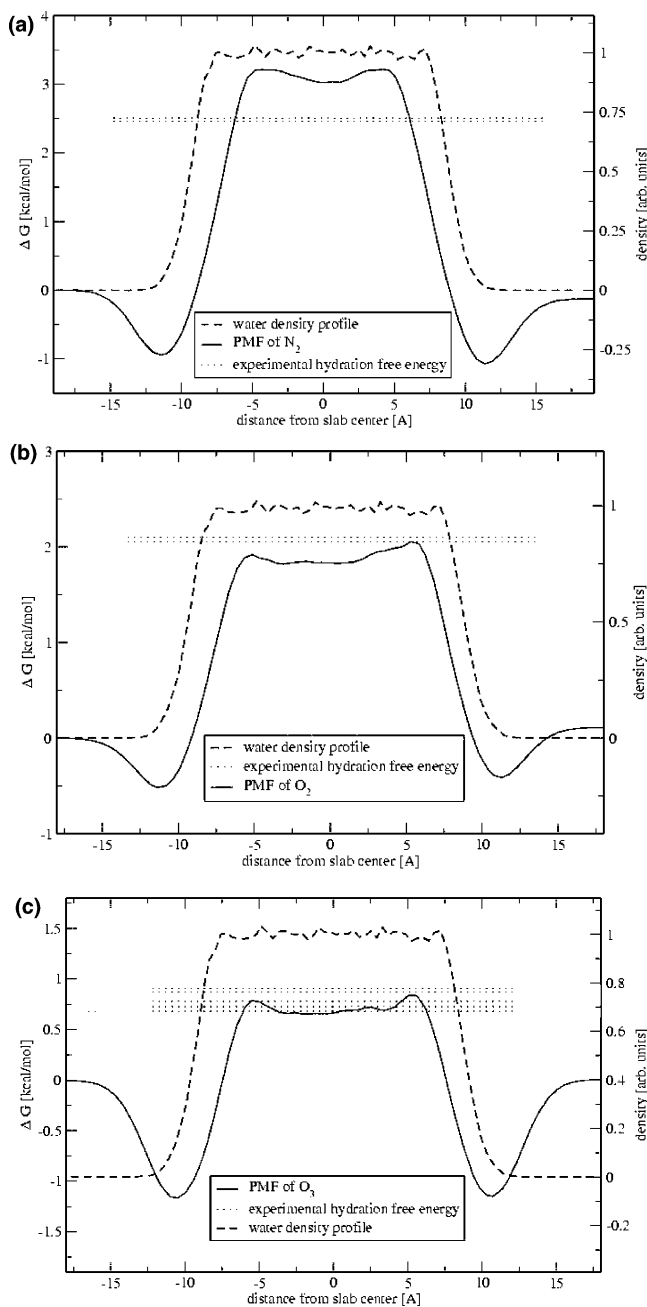 (a)
4
3
2
1
0
-1
Δ G [kcal/mol]
1
0.75
0.5
0.25
0
-0.25
density [arb. units]
water density profile
PMF of N2
experimental hydration free energy
-15 -10 -5 0 5 10 15
distance from slab center [A]
(b)
3
2
1
0
-1
Δ G [kcal/mol]
1
0.5
0
density [arb. units]
water density profile
experimental hydration free energy
PMF of O2
-15 -10 -5 0 5 10 15
distance from slab center [A]
(c)
1.5
1
0.5
0
-0.5
-1
-1.5
Δ G [kcal/mol]
1
0.8
0.6
0.4
0.2
0
-0.2
density [arb. units]
PMF of O3
experimental hydration free energy
water density profile
-15 -10 -5 0 5 10 15
distance from slab center [A]